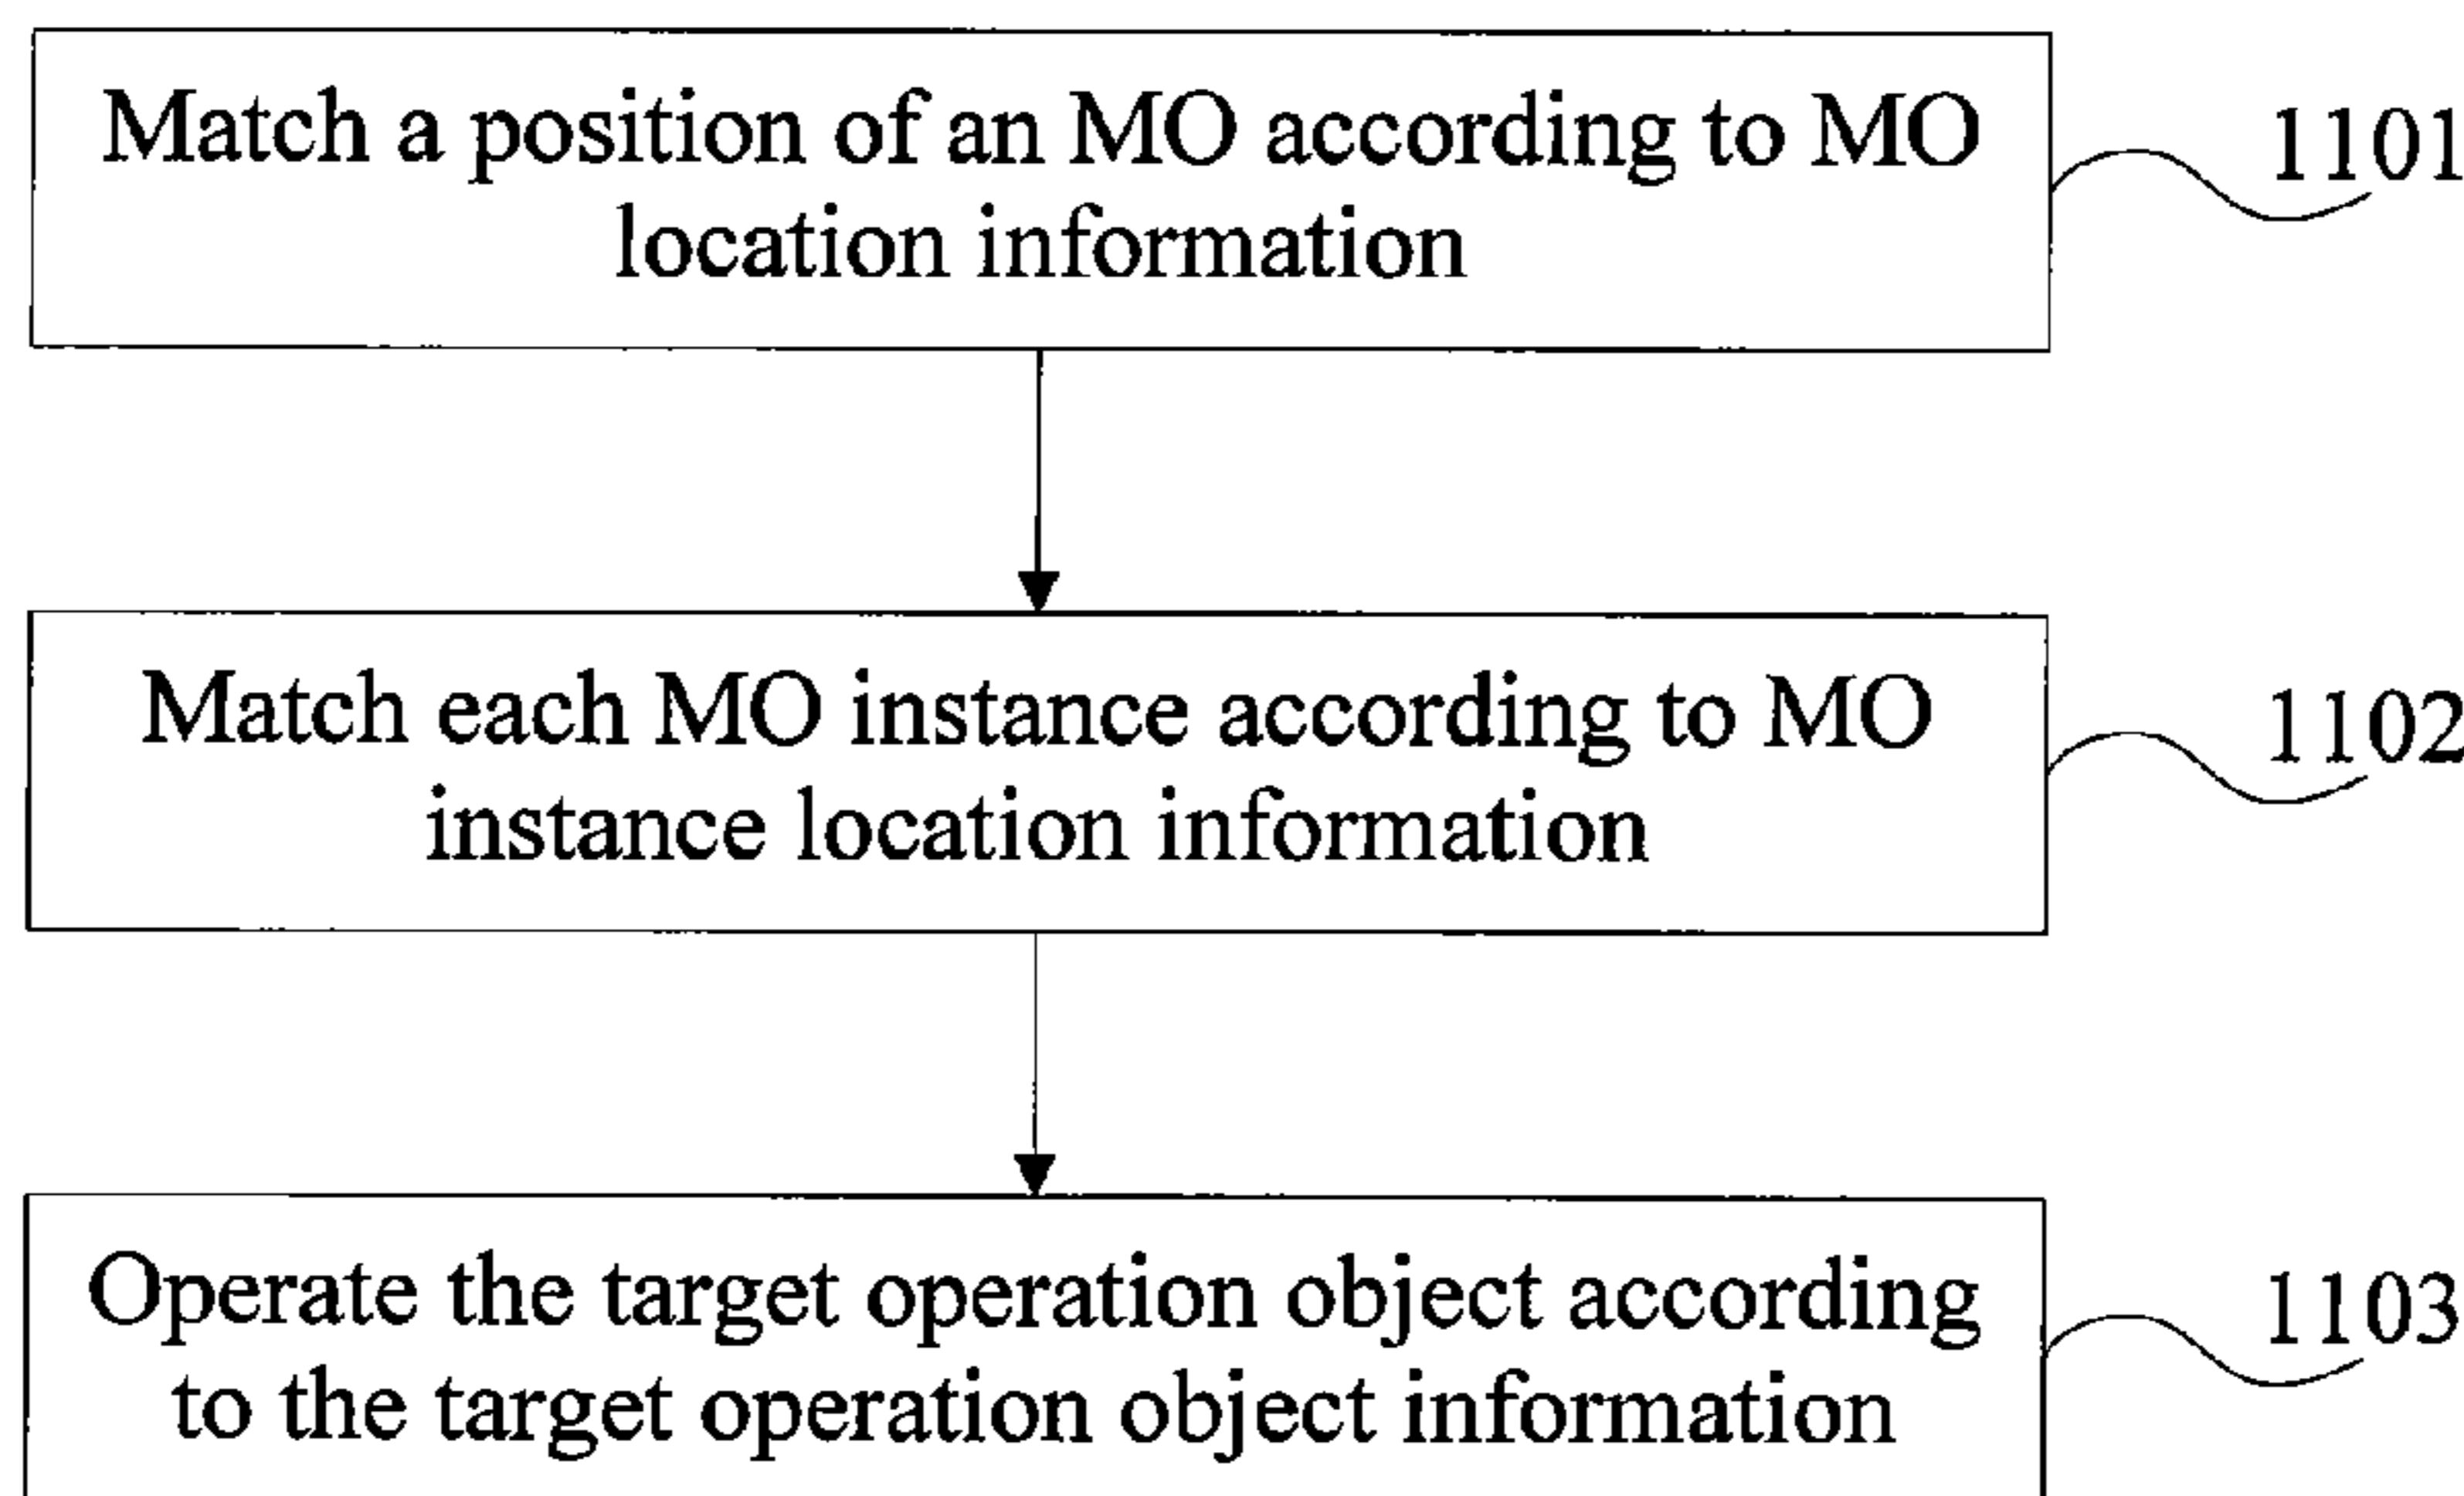 Match a position of an MO according to MO
location information
1101
Match each MO instance according to MO
instance location information
1102
Operate the target operation object according
to the target operation object information
1103